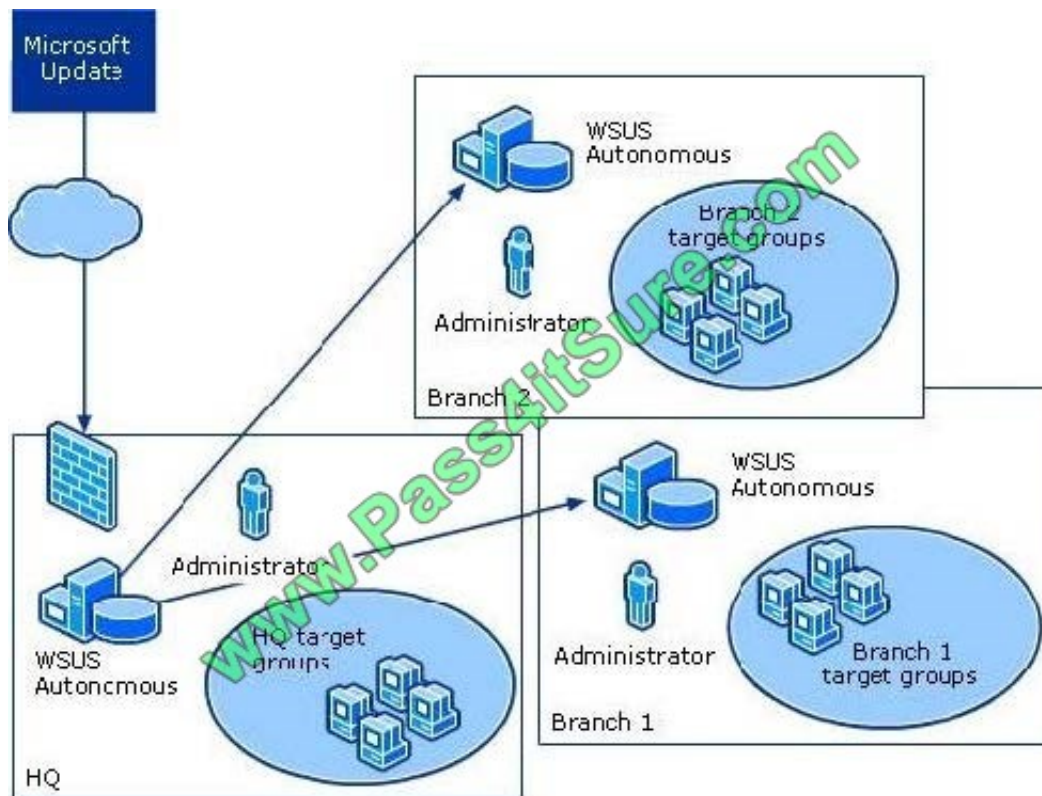 Microsoft
Update
WSUS
Autonomous
Branch 2
target groups
Administrator
Branch 2
WSUS
Autonomous
Administrator
Branch 1
target groups
Branch 1
Administrator
WSUS
Autoncmous
HQ target
groups
HQ
www.Pass4itSure.com